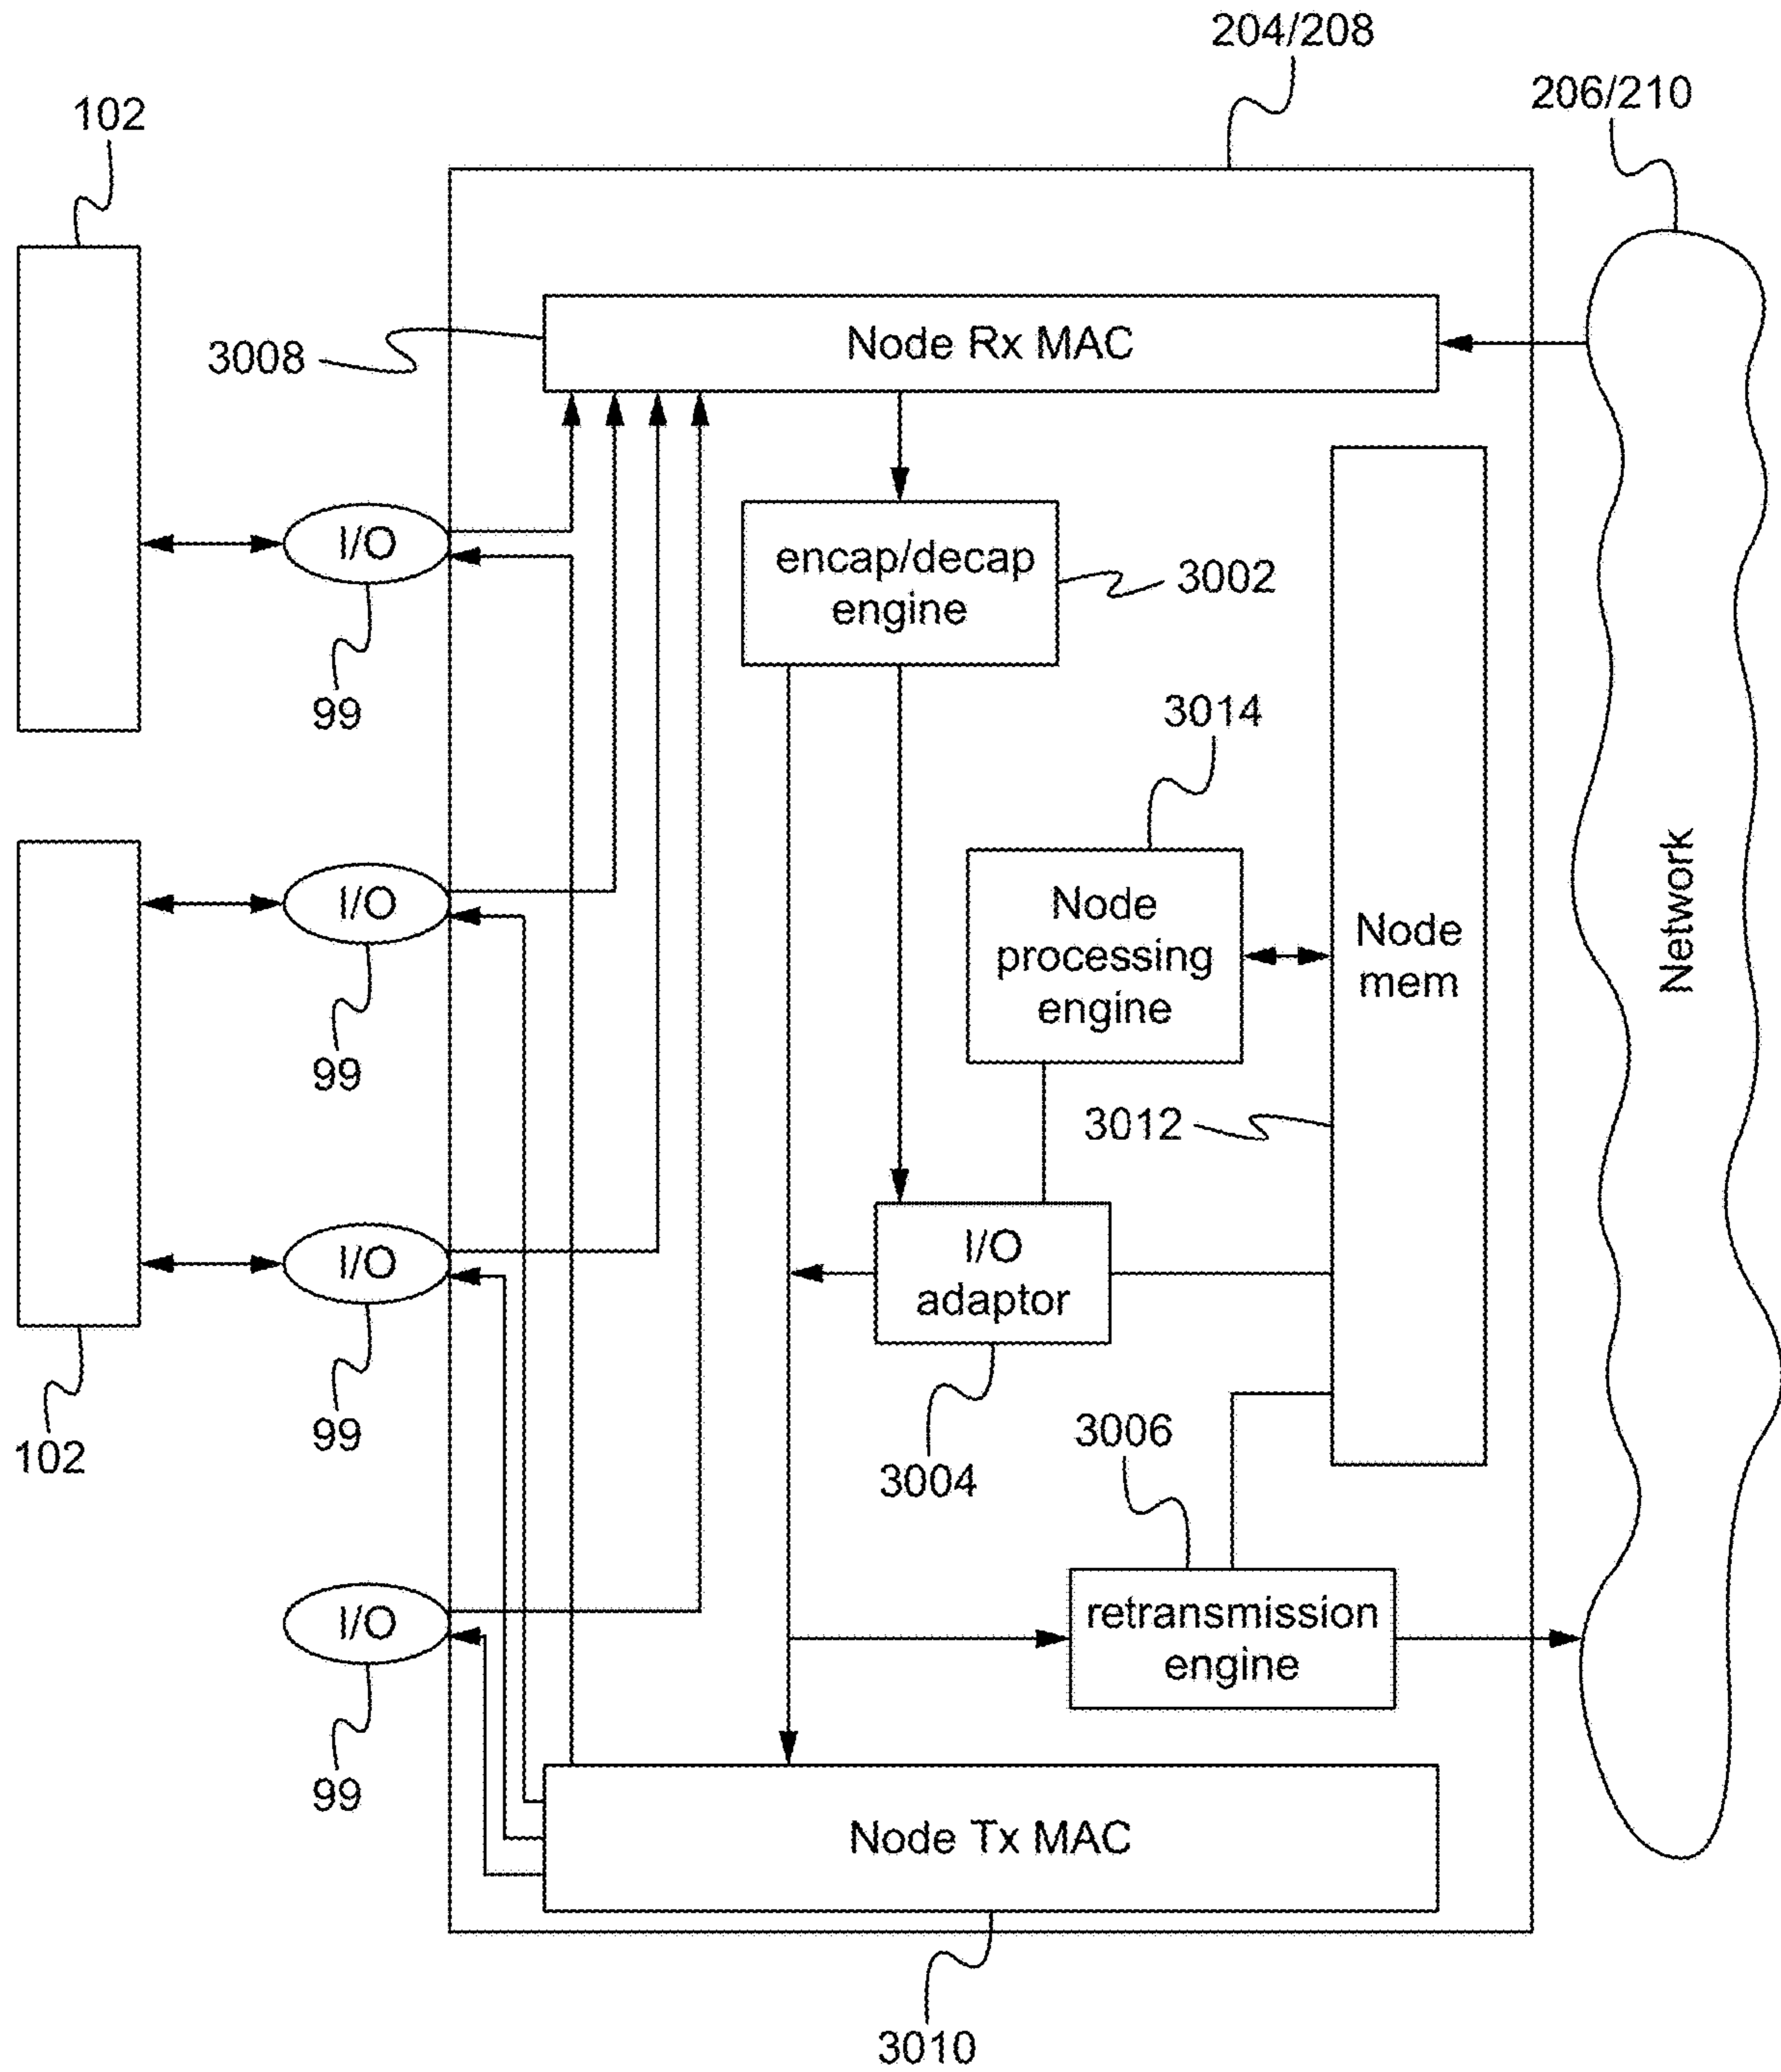 204/208
206/210
102
Node Rx MAC
3008
I/O
encap/decap
engine
3002
99
3014
I/O
Node
processing
engine
Node
mem
Network
99
3012
I/O
I/O
adaptor
99
102
3004
3006
I/O
retransmission
engine
99
Node Tx MAC
3010